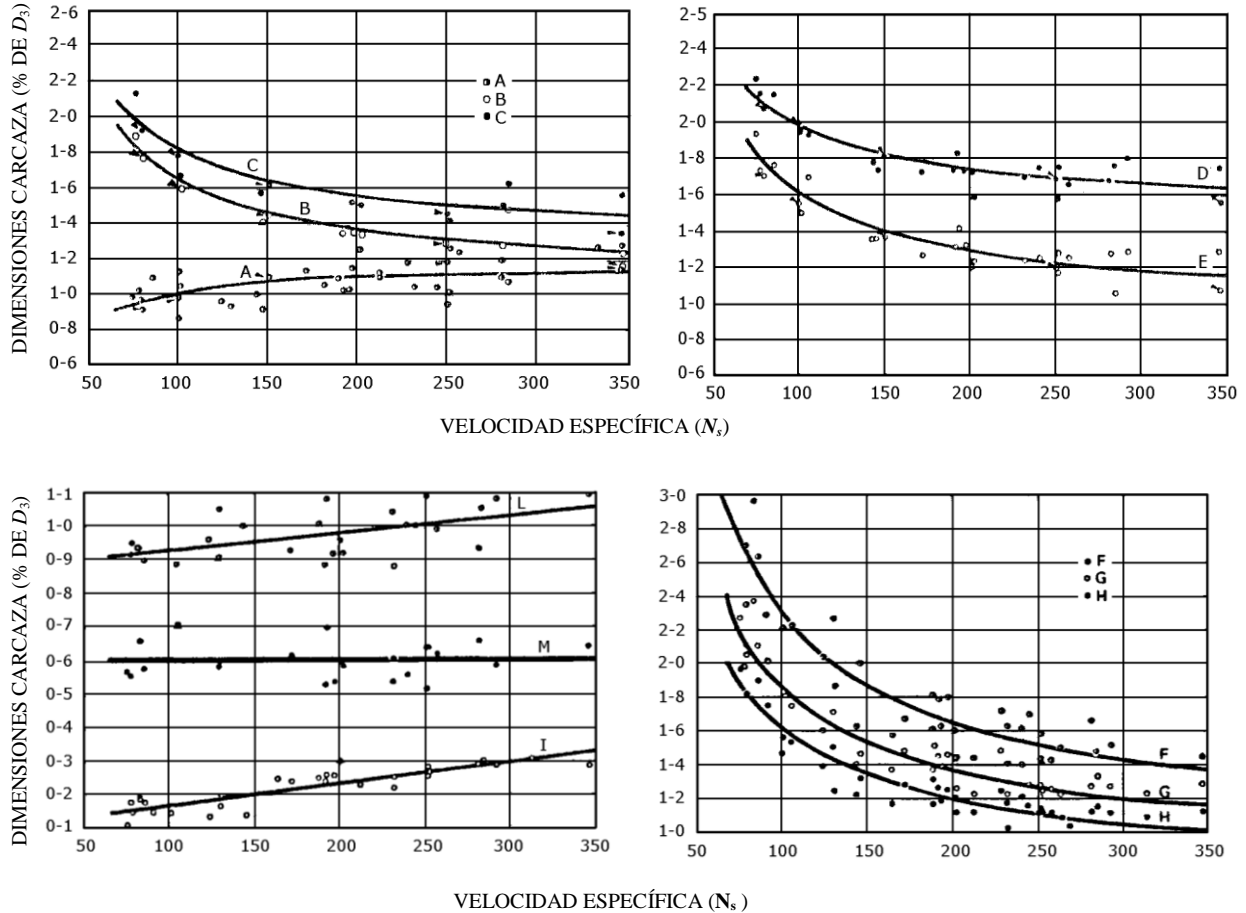 DIMENSIONES CARCAZA (% DE D₃)
2-6
2-4
2-2
2-0
1-8
1-6
1-4
1-2
1-0
0-8
0-6
A
B
C
C
B
A
50 100 150 200 250 300 350
2-5
2-2
2-0
1-8
1-6
1-4
1-2
1-0
0-8
0-6
D
E
50 100 150 200 250 300 350
VELOCIDAD ESPECÍFICA (Nₛ)
DIMENSIONES CARCAZA (% DE D₃)
1-1
1-0
0-9
0-8
0-7
0-6
0-5
0-4
0-3
0-2
0-1
L
M
I
50 100 150 200 250 300 350
3-0
2-8
2-6
2-4
2-2
2-0
1-8
1-6
1-4
1-2
1-0
F
G
H
F
G
H
50 100 150 200 250 300 350
VELOCIDAD ESPECÍFICA (Nₛ )